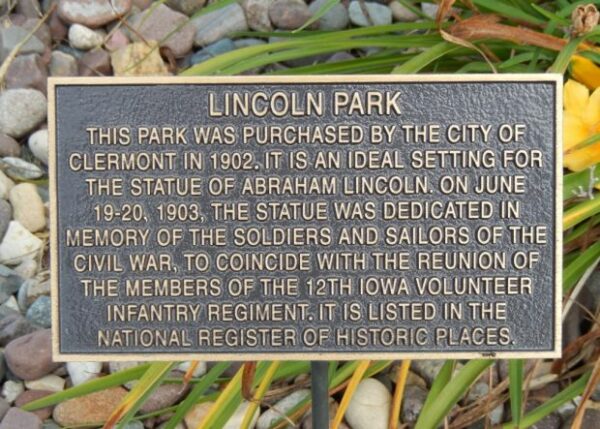 LINCOLN PARK
THIS PARK WAS PURCHASED BY THE CITY OF
CLERMONT IN 1902. IT IS AN IDEAL SETTING FOR
THE STATUE OF ABRAHAM LINCOLN. ON JUNE
19-20, 1903, THE STATUE WAS DEDICATED IN
MEMORY OF THE SOLDIERS AND SAILORS OF THE
CIVIL WAR, TO COINCIDE WITH THE REUNION OF
THE MEMBERS OF THE 12TH IOWA VOLUNTEER
INFANTRY REGIMENT. IT IS LISTED IN THE
NATIONAL REGISTER OF HISTORIC PLACES.